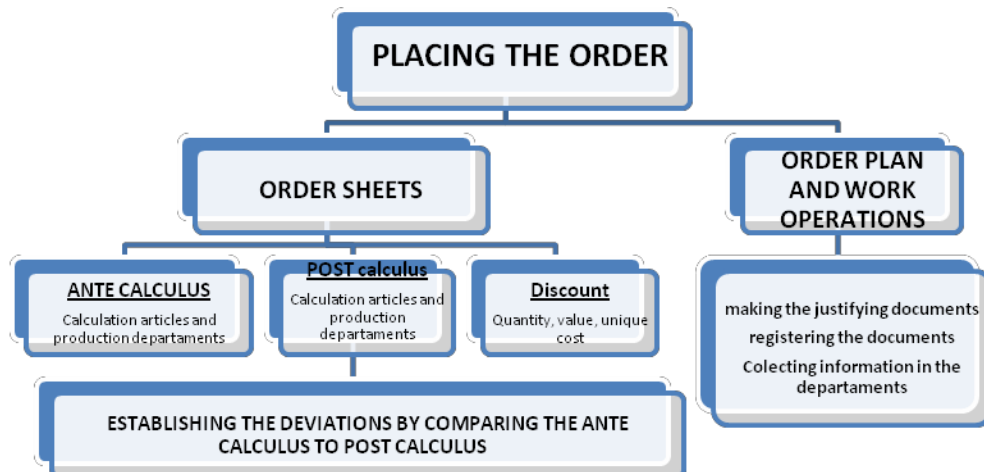 PLACING THE ORDER
ORDER SHEETS
ORDER PLAN
AND WORK
OPERATIONS
ANTE CALCULUS
Calculation articles and
production departaments
POST calculus
Calculation articles and
production
departaments
Discount
Quantity, value, unique
cost
making the justifying documents
registering the documents
Colecting information in the
departaments
ESTABLISHING THE DEVIATIONS BY COMPARING THE ANTE
CALCULUS TO POST CALCULUS